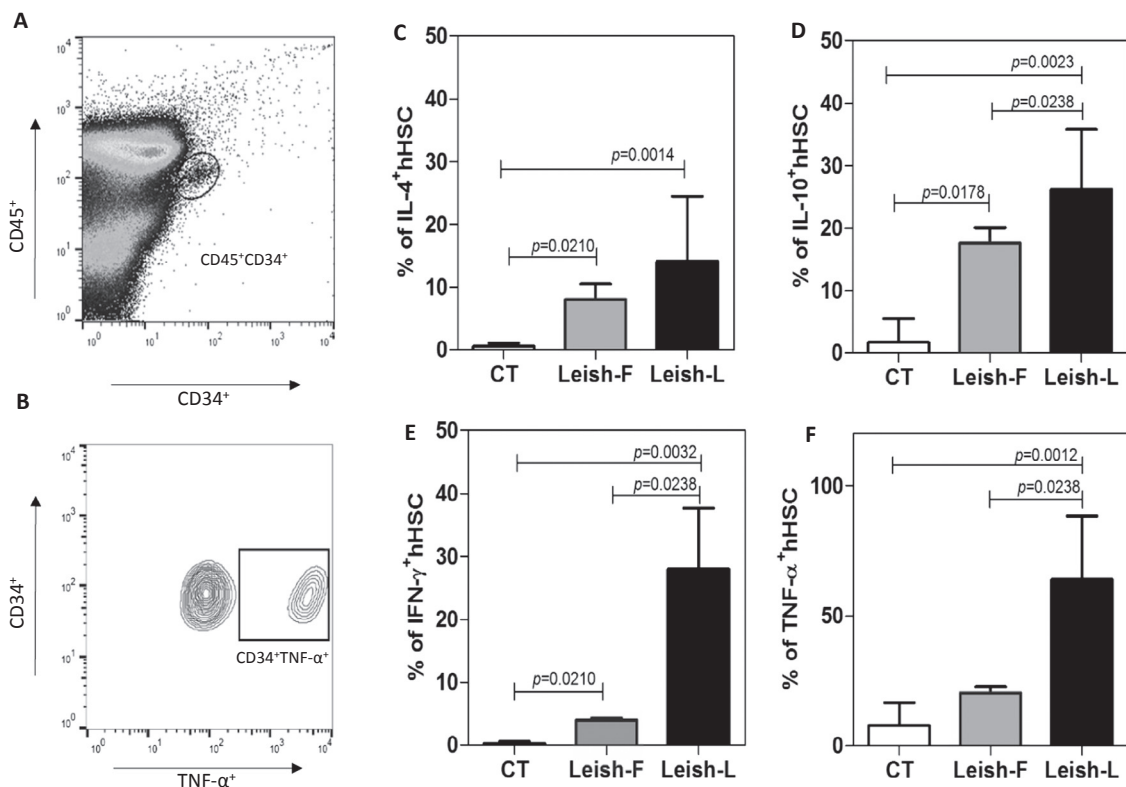 A
10⁴
10³
10²
10¹
10⁰
CD45⁺
CD45⁺CD34⁺
10⁰ 10¹ 10² 10³ 10⁴
CD34⁺
B
10⁴
10³
10²
10¹
10⁰
CD34⁺
CD34⁺TNF-α⁺
10⁰ 10¹ 10² 10³ 10⁴
TNF-α⁺
C
50
40
30
20
10
0
% of IL-4⁺hHSC
p=0.0014
p=0.0210
CT Leish-F Leish-L
D
50
40
30
20
10
0
% of IL-10⁺hHSC
p=0.0023
p=0.0238
p=0.0178
CT Leish-F Leish-L
E
50
40
30
20
10
0
% of IFN-γ⁺hHSC
p=0.0032
p=0.0238
p=0.0210
CT Leish-F Leish-L
F
100
50
0
% of TNF-α⁺hHSC
p=0.0012
p=0.0238
CT Leish-F Leish-L